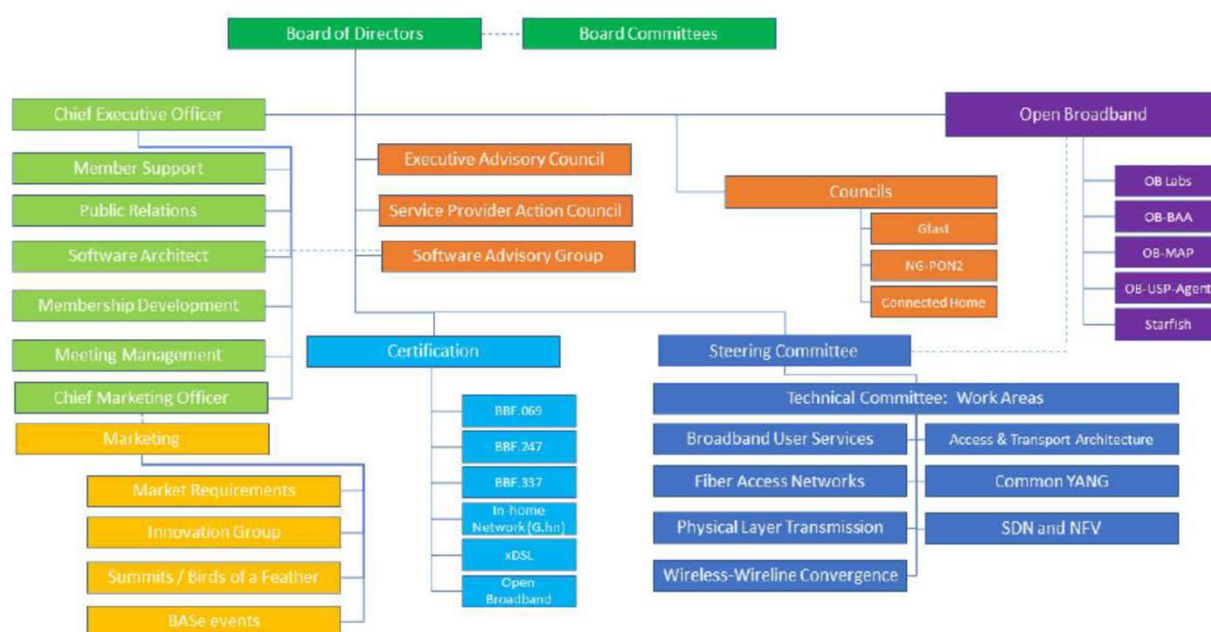 Board of Directors
Board Committees
Chief Executive Officer
Open Broadband
Member Support
Public Relations
Software Architect
Membership Development
Meeting Management
Chief Marketing Officer
Marketing
Market Requirements
Innovation Group
Summits / Birds of a Feather
BASe events
Executive Advisory Council
Service Provider Action Council
Software Advisory Group
Councils
Gfast
NG-PON2
Connected Home
OB Labs
OB-BAA
OB-MAP
OB-USP-Agent
Starfish
Certification
BBF.069
BBF.247
BBF.337
In-home
Network (G.hn)
xDSL
Open
Broadband
Steering Committee
Technical Committee: Work Areas
Broadband User Services
Access & Transport Architecture
Fiber Access Networks
Common YANG
Physical Layer Transmission
SDN and NFV
Wireless-Wireline Convergence